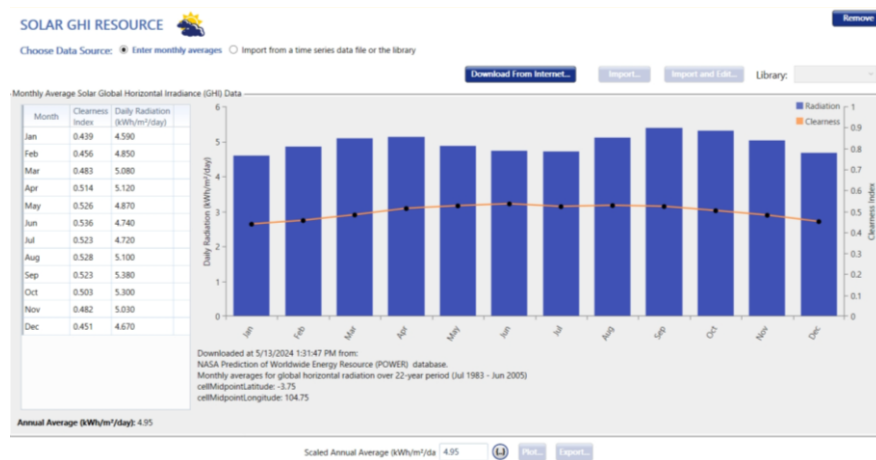 SOLAR GHI RESOURCE
Remove
Choose Data Source: Enter monthly averages Import from a time series data file or the library
Download From Internet... Import... Import and Edit... Library:
Monthly Average Solar Global Horizontal Irradiance (GHI) Data
Month Clearness Index Daily Radiation (kWh/m²/day)
Jan 0.439 4.590
Feb 0.456 4.850
Mar 0.483 5.080
Apr 0.514 5.120
May 0.526 4.870
Jun 0.536 4.740
Jul 0.523 4.720
Aug 0.528 5.100
Sep 0.523 5.380
Oct 0.503 5.300
Nov 0.482 5.030
Dec 0.451 4.670
Daily Radiation (kWh/m²/day)
6
5
4
3
2
1
0
Radiation
Clearness
1
0.9
0.8
0.7
0.6
0.5
0.4
0.3
0.2
0.1
0
Clearness Index
Jan Feb Mar Apr May Jun Jul Aug Sep Oct Nov Dec
Downloaded at 5/13/2024 1:31:47 PM from:
NASA Prediction of Worldwide Energy Resource (POWER) database.
Monthly averages for global horizontal radiation over 22-year period (Jul 1983 - Jun 2005)
cellMidpointLatitude: -3.75
cellMidpointLongitude: 104.75
Annual Average (kWh/m²/day): 4.95
Scaled Annual Average (kWh/m²/da 4.95 Plot... Export...